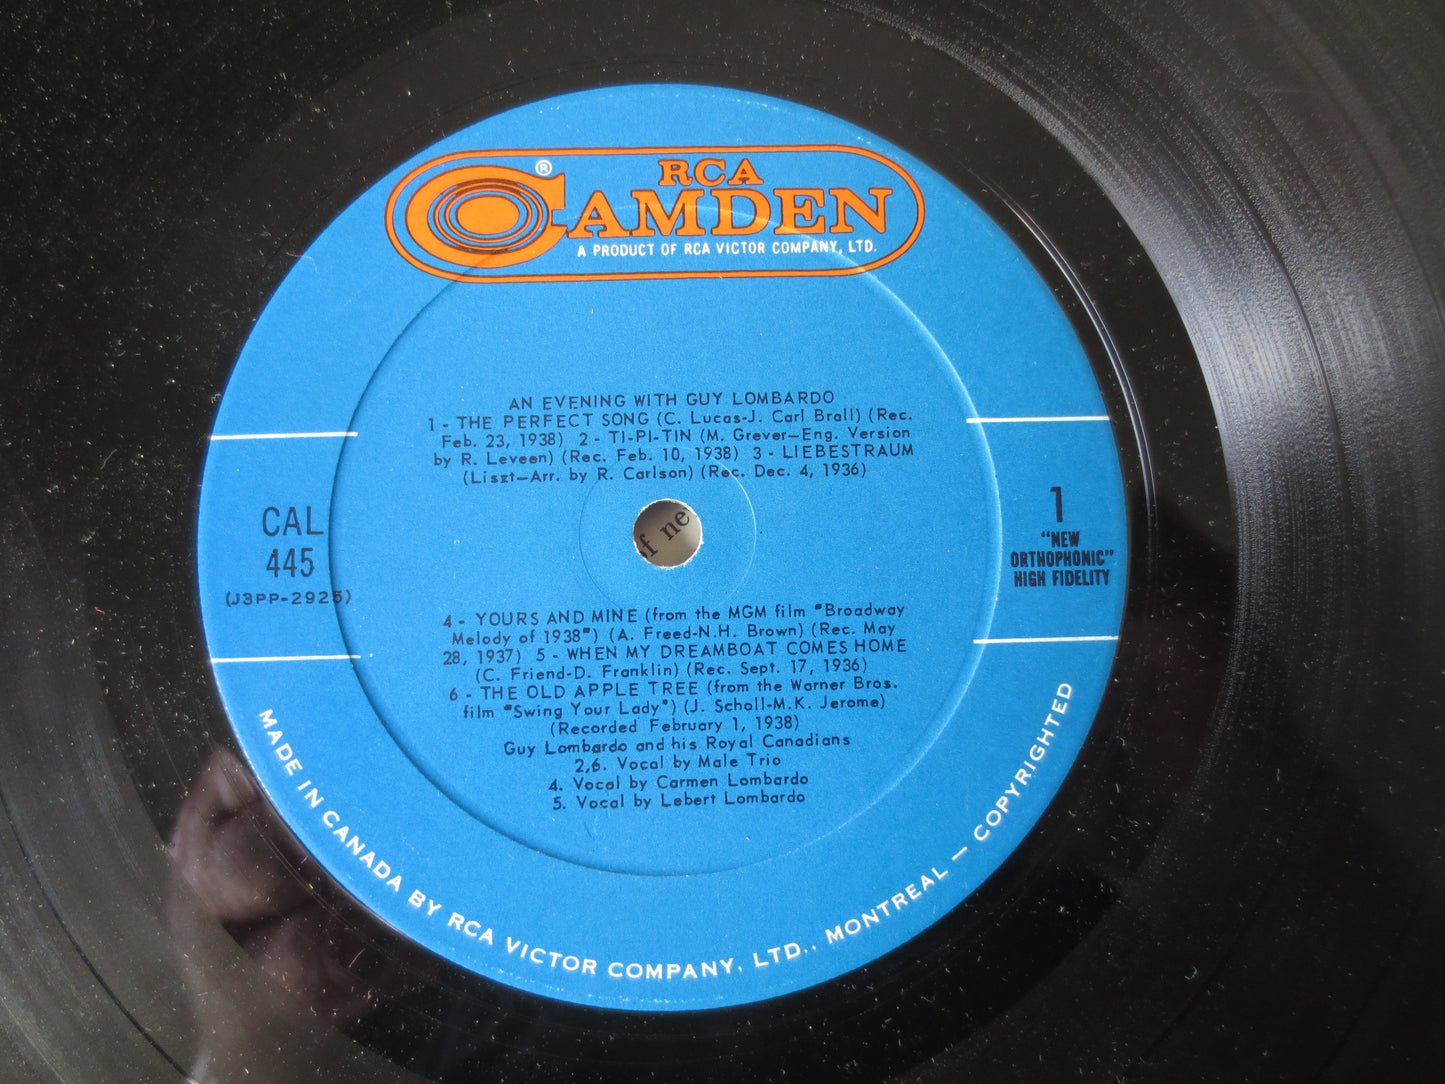 ®
RCA
CAMDEN
A PRODUCT OF RCA VICTOR COMPANY, LTD.
AN EVENING WITH GUY LOMBARDO
1 - THE PERFECT SONG (C. Lucas-J. Carl Brall) (Rec.
Feb. 23, 1938) 2 - TI-PI-TIN (M. Grever—Eng. Version
by R. Leveen) (Rec. Feb. 10, 1938) 3 - LIEBESTRAUM
(Liszt—Arr. by R. Carlson) (Rec. Dec. 4, 1936)
CAL
445
(J3PP-2925)
1
"NEW
ORTHOPHONIC"
HIGH FIDELITY
of new
4 - YOURS AND MINE (from the MGM film "Broadway
Melody of 1938") (A. Freed-N.H. Brown) (Rec. May
28, 1937) 5 - WHEN MY DREAMBOAT COMES HOME
(C. Friend-D. Franklin) (Rec. Sept. 17, 1936)
6 - THE OLD APPLE TREE (from the Warner Bros.
film "Swing Your Lady") (J. Scholl-M.K. Jerome)
(Recorded February 1, 1938)
Guy Lombardo and his Royal Canadians
2,6. Vocal by Male Trio
4. Vocal by Carmen Lombardo
5. Vocal by Lebert Lombardo
MADE IN CANADA BY RCA VICTOR COMPANY, LTD., MONTREAL — COPYRIGHTED